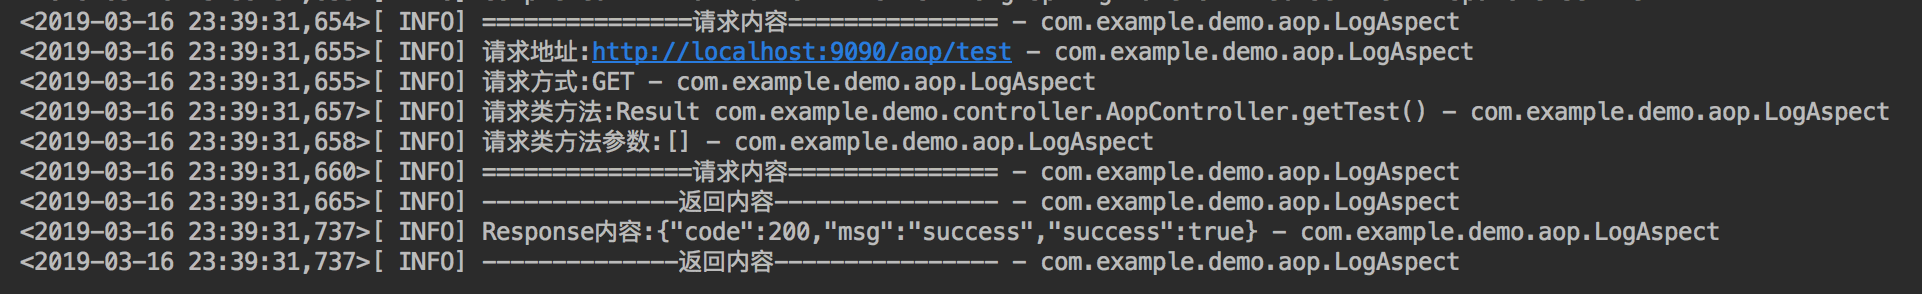 <2019-03-16 23:39:31,654>[ INFO] ===============请求内容=============== - com.example.demo.aop.LogAspect
<2019-03-16 23:39:31,655>[ INFO] 请求地址:http://localhost:9090/aop/test - com.example.demo.aop.LogAspect
<2019-03-16 23:39:31,655>[ INFO] 请求方式:GET - com.example.demo.aop.LogAspect
<2019-03-16 23:39:31,657>[ INFO] 请求类方法:Result com.example.demo.controller.AopController.getTest() - com.example.demo.aop.LogAspect
<2019-03-16 23:39:31,658>[ INFO] 请求类方法参数:[] - com.example.demo.aop.LogAspect
<2019-03-16 23:39:31,660>[ INFO] ===============请求内容=============== - com.example.demo.aop.LogAspect
<2019-03-16 23:39:31,665>[ INFO] --------------返回内容---------------- - com.example.demo.aop.LogAspect
<2019-03-16 23:39:31,737>[ INFO] Response内容:{"code":200,"msg":"success","success":true} - com.example.demo.aop.LogAspect
<2019-03-16 23:39:31,737>[ INFO] --------------返回内容---------------- - com.example.demo.aop.LogAspect